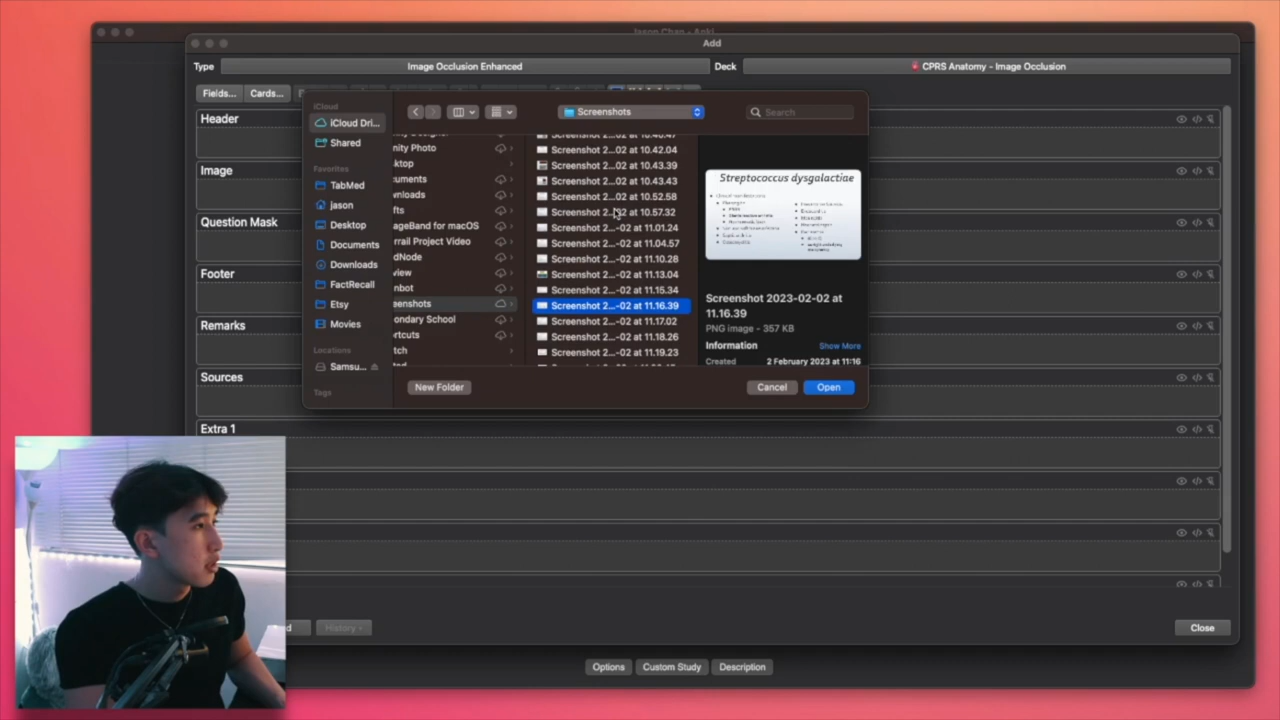 Add
Type
Image Occlusion Enhanced
Deck
CPRS Anatomy - Image Occlusion
Fields...
Cards...
Header
Image
Question Mask
Footer
Remarks
Sources
Extra 1
iCloud
iCloud Dri...
Shared
Favorites
TabMed
jason
Desktop
Documents
Downloads
FactRecall
Etsy
Movies
Locations
Samsu...
Tags
Screenshots
Search
inity Photo
ktop
uments
wnloads
fts
ageBand for macOS
rrail Project Video
dNode
view
nbot
eenshots
ondary School
rtcuts
tch
Screenshot 2...02 at 10.42.04
Screenshot 2...02 at 10.43.39
Screenshot 2...02 at 10.43.43
Screenshot 2...02 at 10.52.58
Screenshot 2...02 at 10.57.32
Screenshot 2...-02 at 11.01.24
Screenshot 2...-02 at 11.04.57
Screenshot 2...-02 at 11.10.28
Screenshot 2...-02 at 11.13.04
Screenshot 2...-02 at 11.15.34
Screenshot 2...-02 at 11.16.39
Screenshot 2...-02 at 11.17.02
Screenshot 2...-02 at 11.18.26
Screenshot 2...-02 at 11.19.23
Streptococcus dysgalactiae
Screenshot 2023-02-02 at
11.16.39
PNG image - 357 KB
Information
Show More
Created
2 February 2023 at 11:16
New Folder
Cancel
Open
History
Close
Options
Custom Study
Description